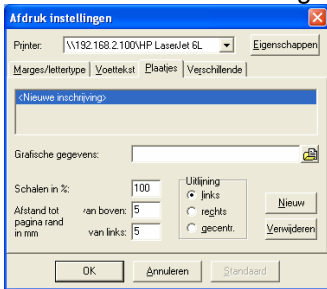 Afdruk instellingen
Printer: \\192.168.2.100\HP LaserJet 6L Eigenschappen
Marges/lettertype Voettekst Plaatjes Verschillende
<Nieuwe inschrijving>
Grafische gegevens:
Schalen in %: 100
Afstand tot pagina rand in mm
van boven: 5
van links: 5
Uitlijning
links
rechts
gecentr.
Nieuw
Verwijderen
OK Annuleren Standaard